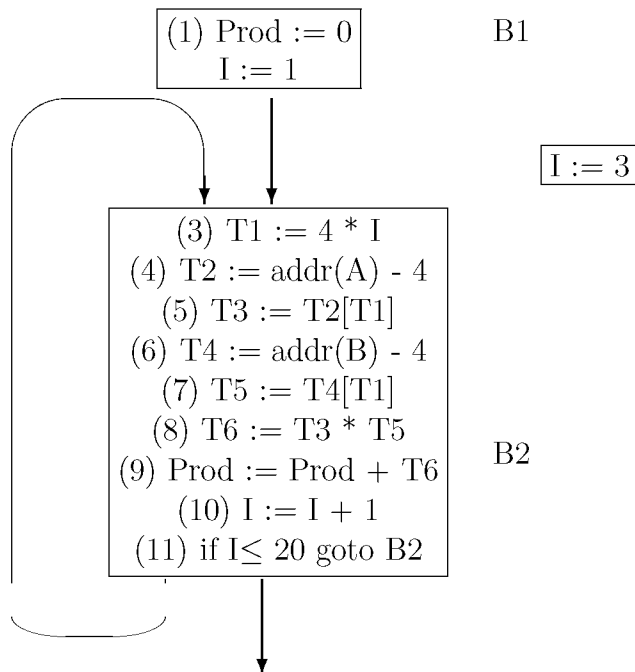 (1) Prod := 0
I := 1
B1
I := 3
(3) T1 := 4 * I
(4) T2 := addr(A) - 4
(5) T3 := T2[T1]
(6) T4 := addr(B) - 4
(7) T5 := T4[T1]
(8) T6 := T3 * T5
(9) Prod := Prod + T6
(10) I := I + 1
(11) if I≤ 20 goto B2
B2